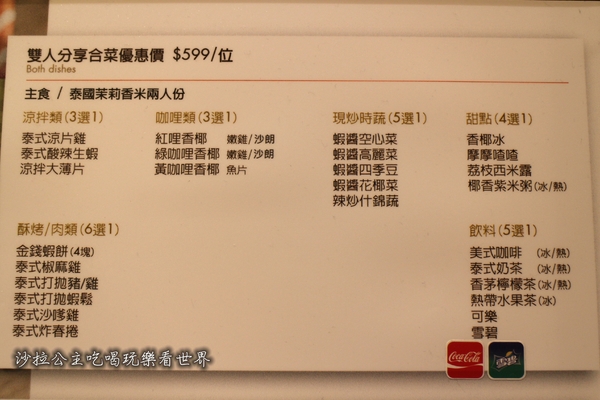 雙人分享合菜優惠價 $599/位
Both dishes
主食 / 泰國茉莉香米兩人份
涼拌類(3選1)
泰式涼片雞
泰式酸辣生蝦
涼拌大薄片
咖哩類(3選1)
紅咖哩香椰 嫩雞/沙朗
綠咖哩香椰 嫩雞/沙朗
黃咖哩香椰 魚片
現炒時蔬(5選1)
蝦醬空心菜
蝦醬高麗菜
蝦醬四季豆
蝦醬花椰菜
辣炒什錦蔬
甜點(4選1)
香椰冰
摩摩喳喳
荔枝西米露
椰香紫米粥(冰/熱)
酥烤/肉類(6選1)
金錢蝦餅(4塊)
泰式椒麻雞
泰式打拋豬/雞
泰式打拋蝦鬆
泰式沙嗲雞
泰式炸春捲
飲料(5選1)
美式咖啡 (冰/熱)
泰式奶茶 (冰/熱)
香茅檸檬茶(冰/熱)
熱帶水果茶(冰)
可樂
雪碧
Coca-Cola
雪碧
沙拉公主吃喝玩樂看世界